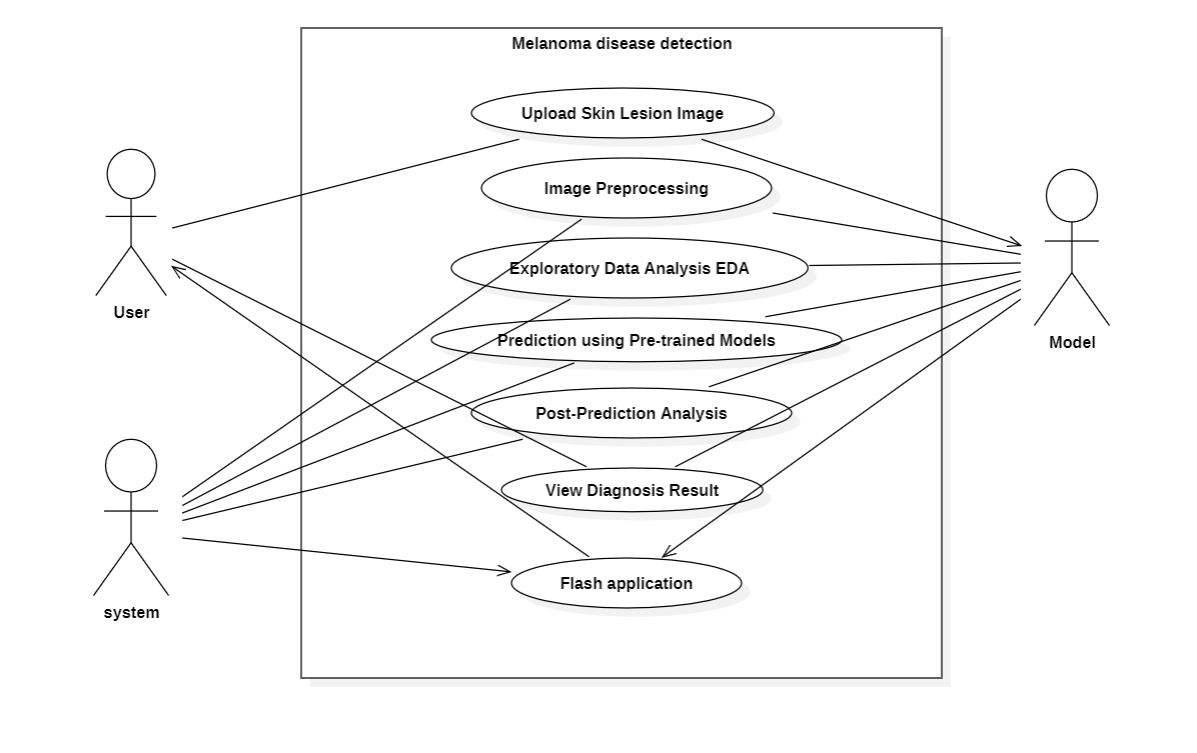 Melanoma disease detection
Upload Skin Lesion Image
Image Preprocessing
Exploratory Data Analysis EDA
Prediction using Pre-trained Models
Post-Prediction Analysis
View Diagnosis Result
Flash application
User
system
Model